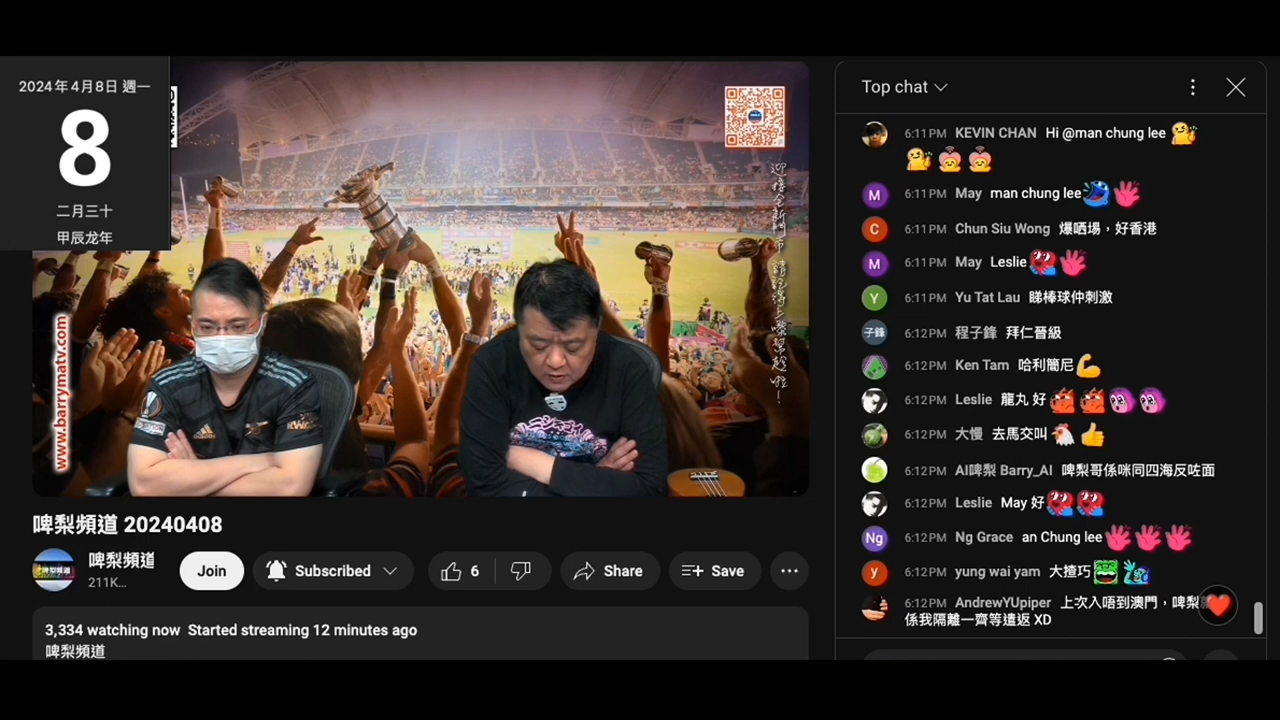 2024年4月8日 週一
8
二月三十
甲辰龙年
www.barrymatv.com
啤梨頻道 20240408
啤梨頻道
211K...
Join
Subscribed
6
Share
Save
3,334 watching now Started streaming 12 minutes ago
啤梨頻道
Top chat
6:11 PM KEVIN CHAN Hi @man chung lee
6:11 PM May man chung lee
6:11 PM Chun Siu Wong 爆哂場，好香港
6:11 PM May Leslie
6:11 PM Yu Tat Lau 睇棒球仲刺激
6:12 PM 程子鋒 拜仁晉級
6:12 PM Ken Tam 哈利簡尼
6:12 PM Leslie 龍丸 好
6:12 PM 大慢 去馬交叫
6:12 PM AI啤梨 Barry_AI 啤梨哥係咪同四海反咗面
6:12 PM Leslie May 好
6:12 PM Ng Grace an Chung lee
6:12 PM yung wai yam 大揸巧
6:12 PM AndrewYUpiper 上次入唔到澳門，啤梨
係我隔離一齊等遣返 XD
M
C
M
Y
子鋒
Ng
y